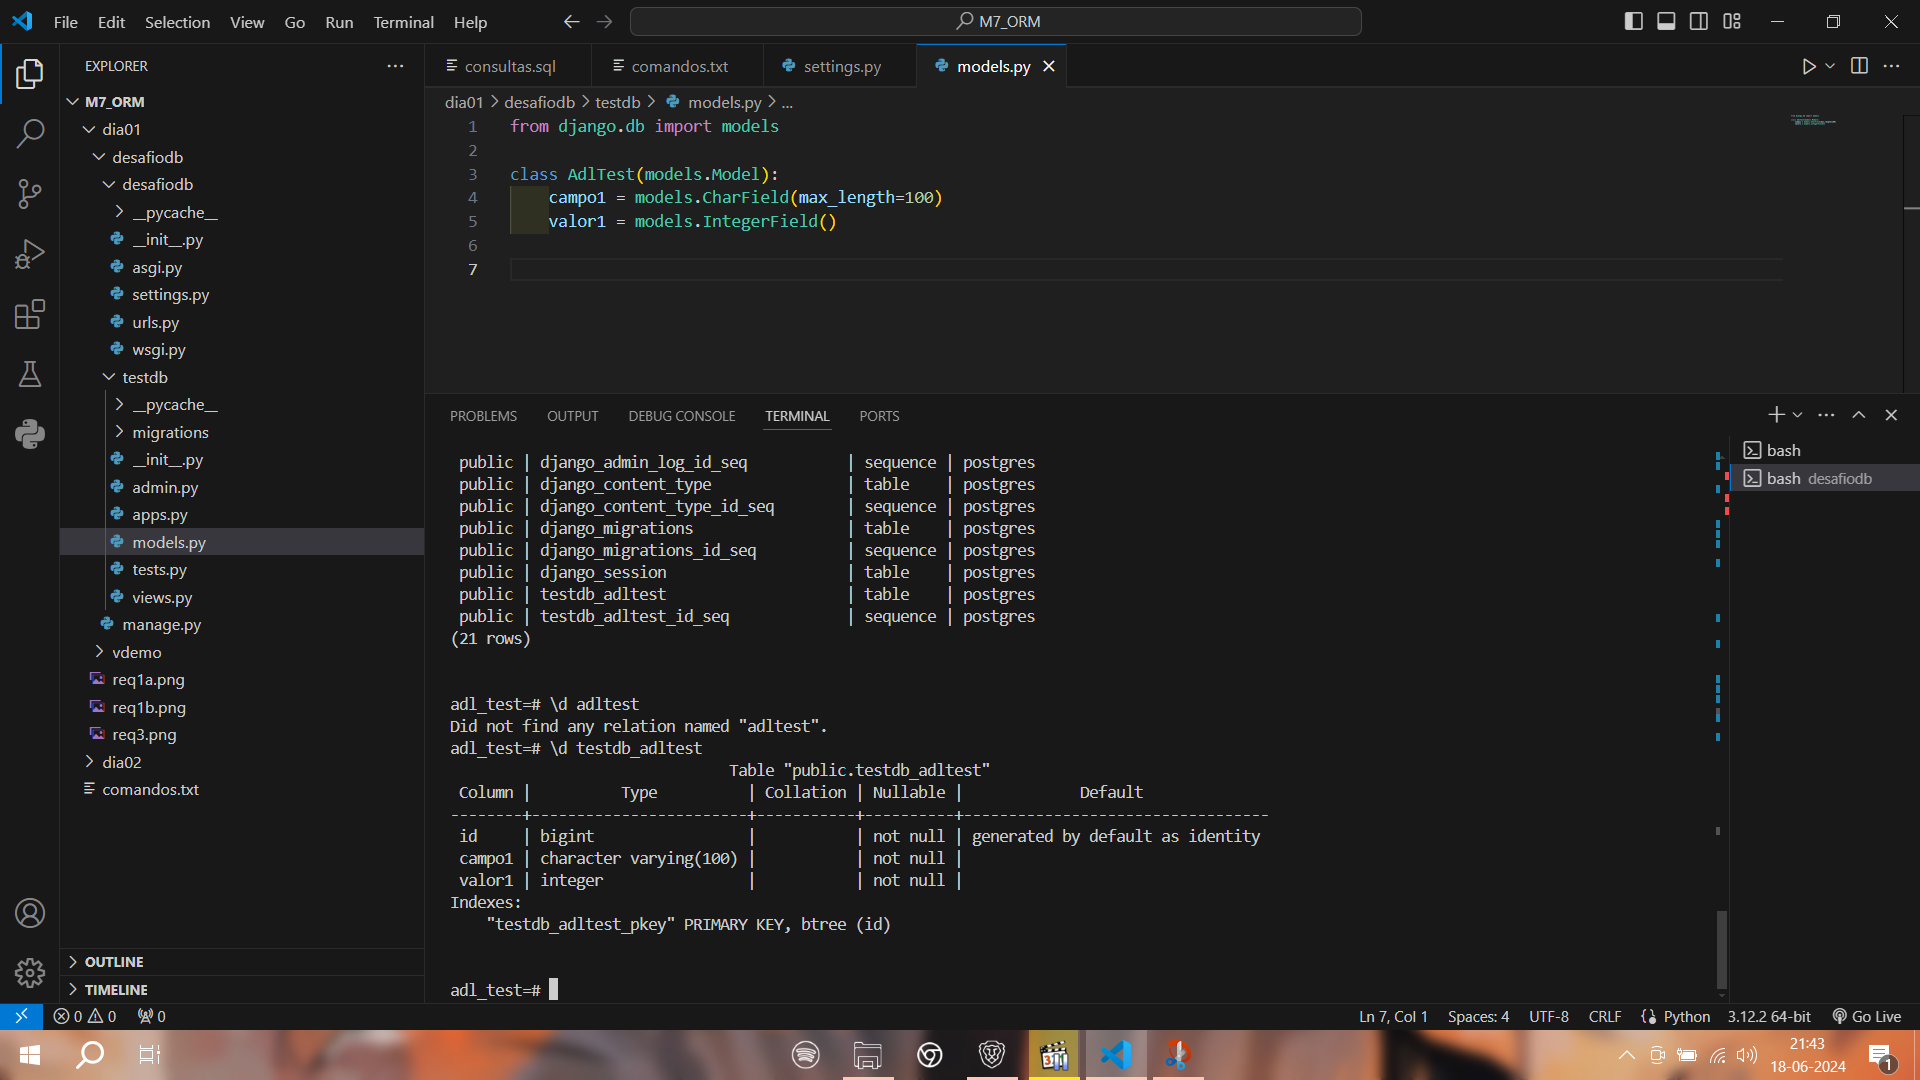 File Edit Selection View Go Run Terminal Help
M7_ORM
EXPLORER
M7_ORM
dia01
desafiodb
desafiodb
__pycache__
__init__.py
asgi.py
settings.py
urls.py
wsgi.py
testdb
__pycache__
migrations
__init__.py
admin.py
apps.py
models.py
tests.py
views.py
manage.py
vdemo
req1a.png
req1b.png
req3.png
dia02
comandos.txt
OUTLINE
TIMELINE
consultas.sql comandos.txt settings.py models.py
dia01 > desafiodb > testdb > models.py > ...
1 from django.db import models
2
3 class AdlTest(models.Model):
4 campo1 = models.CharField(max_length=100)
5 valor1 = models.IntegerField()
6
7
PROBLEMS OUTPUT DEBUG CONSOLE TERMINAL PORTS
public | django_admin_log_id_seq | sequence | postgres
public | django_content_type | table | postgres
public | django_content_type_id_seq | sequence | postgres
public | django_migrations | table | postgres
public | django_migrations_id_seq | sequence | postgres
public | django_session | table | postgres
public | testdb_adltest | table | postgres
public | testdb_adltest_id_seq | sequence | postgres
(21 rows)
adl_test=# \d adltest
Did not find any relation named "adltest".
adl_test=# \d testdb_adltest
Table "public.testdb_adltest"
Column | Type | Collation | Nullable | Default
--------+------------------------+-----------+----------+----------------------------------
id | bigint | | not null | generated by default as identity
campo1 | character varying(100) | | not null |
valor1 | integer | | not null |
Indexes:
"testdb_adltest_pkey" PRIMARY KEY, btree (id)
adl_test=#
bash
bash desafiodb
0 0 0
Ln 7, Col 1 Spaces: 4 UTF-8 CRLF Python 3.12.2 64-bit Go Live
21:43
18-06-2024
1